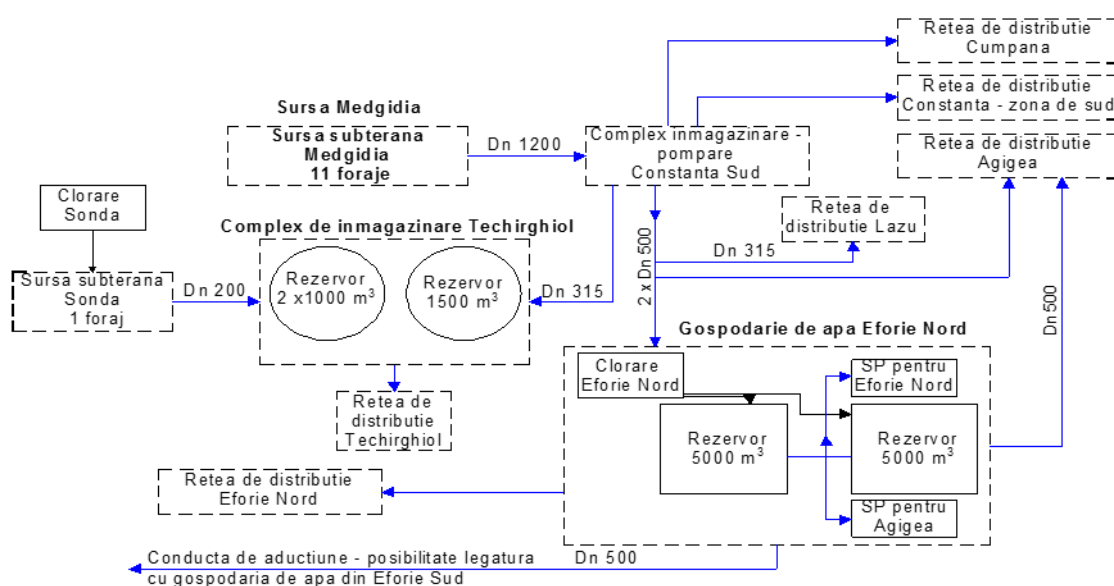 Retea de distributie
Cumpana
Retea de distributie
Constanta - zona de sud
Retea de distributie
Agigea
Sursa Medgidia
Sursa subterana
Medgidia
11 foraje
Dn 1200
Complex inmagazinare -
pompare
Constanta Sud
Clorare
Sonda
Complex de inmagazinare Techirghiol
Retea de
distributie Lazu
Dn 315
2 x Dn 500
Dn500
Sursa subterana
Sonda
1 foraj
Dn 200
Rezervor
2 x1000 m³
Rezervor
1500 m³
Dn 315
Gospodarie de apa Eforie Nord
Clorare
Eforie Nord
SP pentru
Eforie Nord
Retea de
distributie
Techirghiol
Rezervor
5000 m³
Rezervor
5000 m³
Retea de distributie
Eforie Nord
SP pentru
Agigea
Conducta de aductiune - posibilitate legatura
cu gospodaria de apa din Eforie Sud
Dn 500